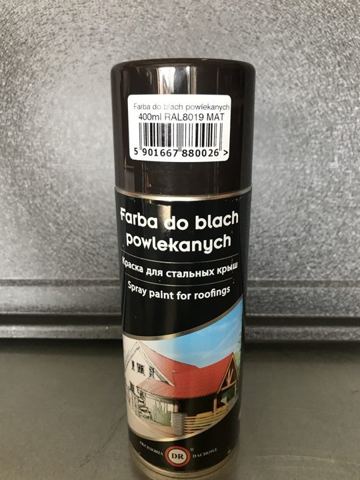 Farba do blach powlekanych
400ml RAL8019 MAT
5 901667 880026 >
Farba do blach
powlekanych
Краска для стальных крыш
Spray paint for roofings
DR
DACHOWE